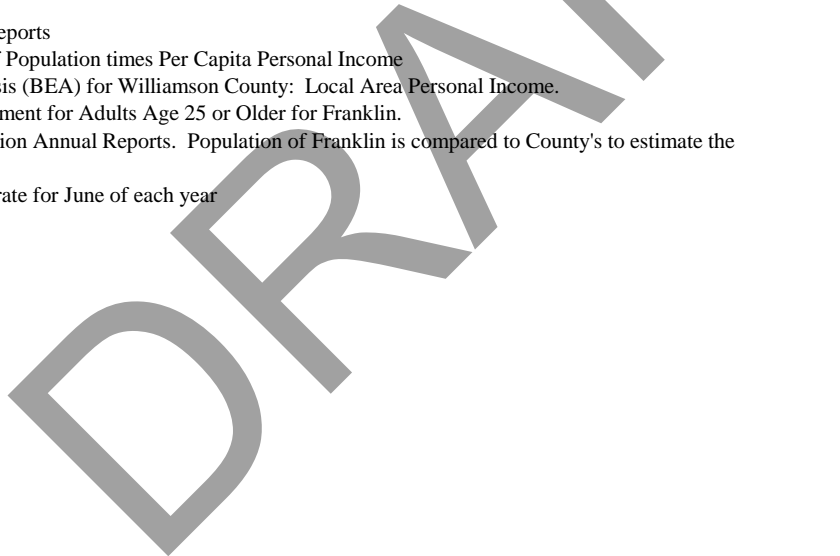 eports
f Population times Per Capita Personal Income
sis (BEA) for Williamson County:  Local Area Personal Income.
ment for Adults Age 25 or Older for Franklin.
ion Annual Reports.  Population of Franklin is compared to County's to estimate the
rate for June of each year
DRA